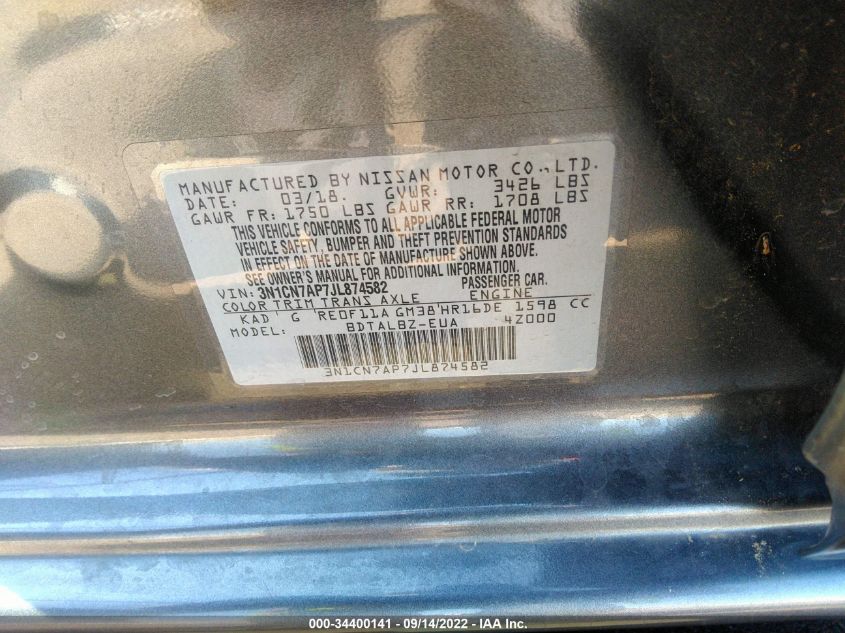 MANUFACTURED BY NISSAN MOTOR CO.,LTD.
DATE: 03/18. GVWR: 3426 LBS
GAWR FR: 1750 LBS GAWR RR: 1708 LBS
THIS VEHICLE CONFORMS TO ALL APPLICABLE FEDERAL MOTOR
VEHICLE SAFETY, BUMPER AND THEFT PREVENTION STANDARDS
IN EFFECT ON THE DATE OF MANUFACTURE SHOWN ABOVE.
SEE OWNER'S MANUAL FOR ADDITIONAL INFORMATION.
VIN: 3N1CN7AP7JL874582 PASSENGER CAR.
COLOR TRIM TRANS AXLE ENGINE
KAD G RE0F11A GM38 HR16DE 1598 CC
MODEL: BDTALBZ-EUA 4Z000
3N1CN7AP7JL874582
000-34400141 - 09/14/2022 - IAA Inc.